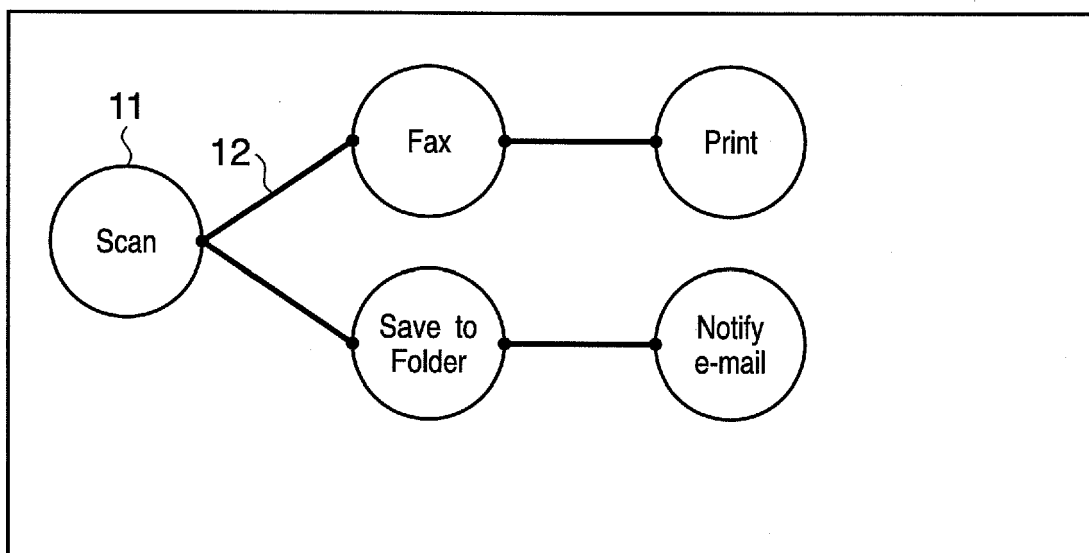 11
12
Scan
Fax
Print
Save to
Folder
Notify
e-mail